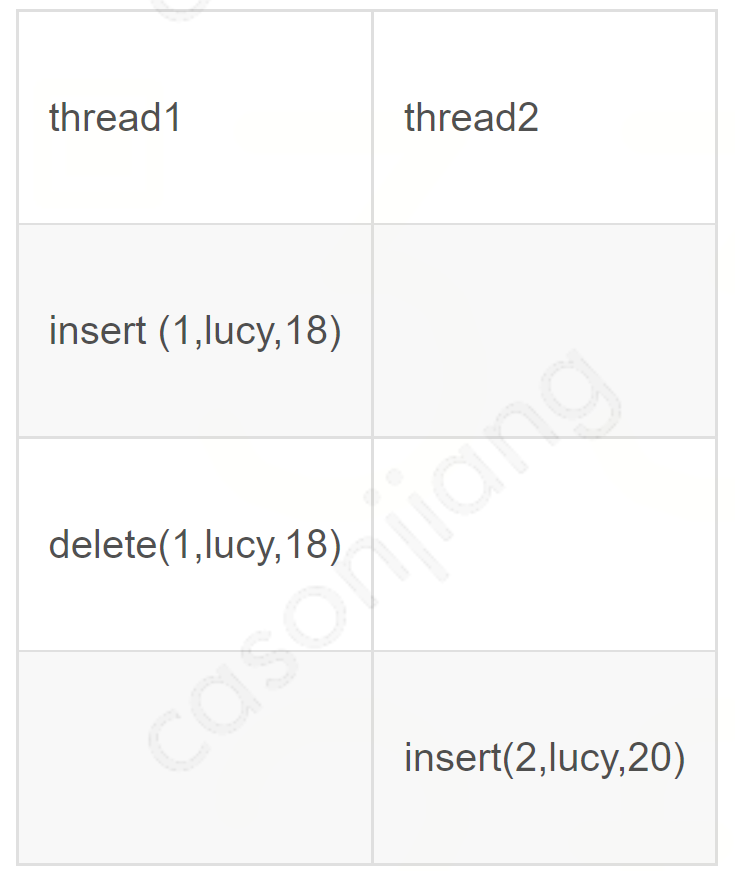 thread1
thread2
insert (1,lucy,18)
delete(1,lucy,18)
insert(2,lucy,20)
casonjiang